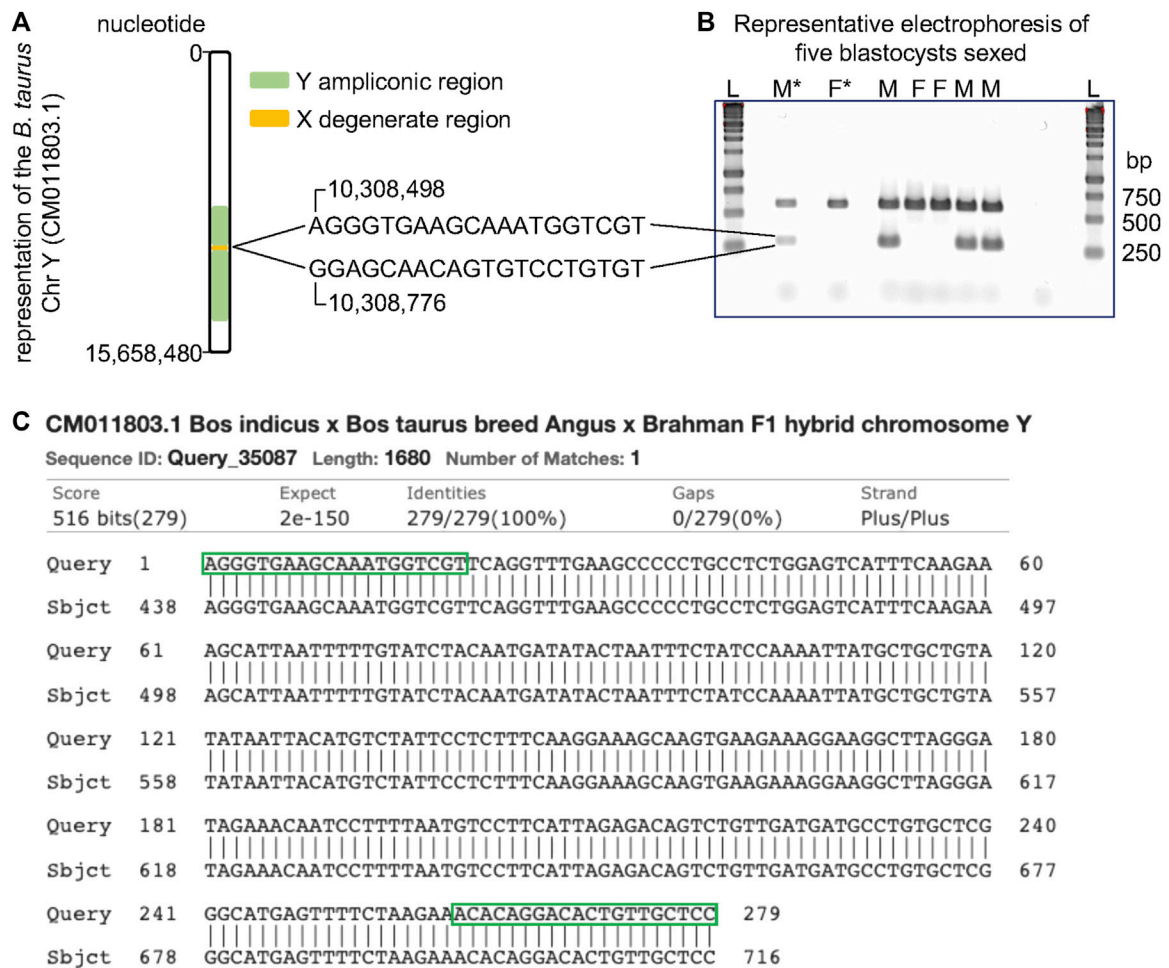 A
nucleotide
0
representation of the B. taurus
Chr Y (CM011803.1)
Y ampliconic region
X degenerate region
10,308,498
AGGGTGAAGCAAATGGTCGT
GGAGCAACAGTGTCCTGTGT
10,308,776
15,658,480
B Representative electrophoresis of
five blastocysts sexed
L M* F* M F F M M L
bp
750
500
250
C CM011803.1 Bos indicus x Bos taurus breed Angus x Brahman F1 hybrid chromosome Y
Sequence ID: Query_35087 Length: 1680 Number of Matches: 1
Score Expect Identities Gaps Strand
516 bits(279) 2e-150 279/279(100%) 0/279(0%) Plus/Plus
Query 1 AGGGTGAAGCAAATGGTCGTTCAGGTTTGAAGCCCCCTGCCTCTGGAGTCATTTCAAGAA 60
Sbjct 438 AGGGTGAAGCAAATGGTCGTTCAGGTTTGAAGCCCCCTGCCTCTGGAGTCATTTCAAGAA 497
Query 61 AGCATTAATTTTTGTATCTACAATGATATACTAATTTCTATCCAAAATTATGCTGCTGTA 120
Sbjct 498 AGCATTAATTTTTGTATCTACAATGATATACTAATTTCTATCCAAAATTATGCTGCTGTA 557
Query 121 TATAATTACATGTCTATTCCTCTTTCAAGGAAAGCAAGTGAAGAAAGGAAGGCTTAGGGA 180
Sbjct 558 TATAATTACATGTCTATTCCTCTTTCAAGGAAAGCAAGTGAAGAAAGGAAGGCTTAGGGA 617
Query 181 TAGAAACAATCCTTTTAATGTCCTTCATTAGAGACAGTCTGTTGATGATGCCTGTGCTCG 240
Sbjct 618 TAGAAACAATCCTTTTAATGTCCTTCATTAGAGACAGTCTGTTGATGATGCCTGTGCTCG 677
Query 241 GGCATGAGTTTTCTAAGAAACACAGGACACTGTTGCTCC 279
Sbjct 678 GGCATGAGTTTTCTAAGAAACACAGGACACTGTTGCTCC 716